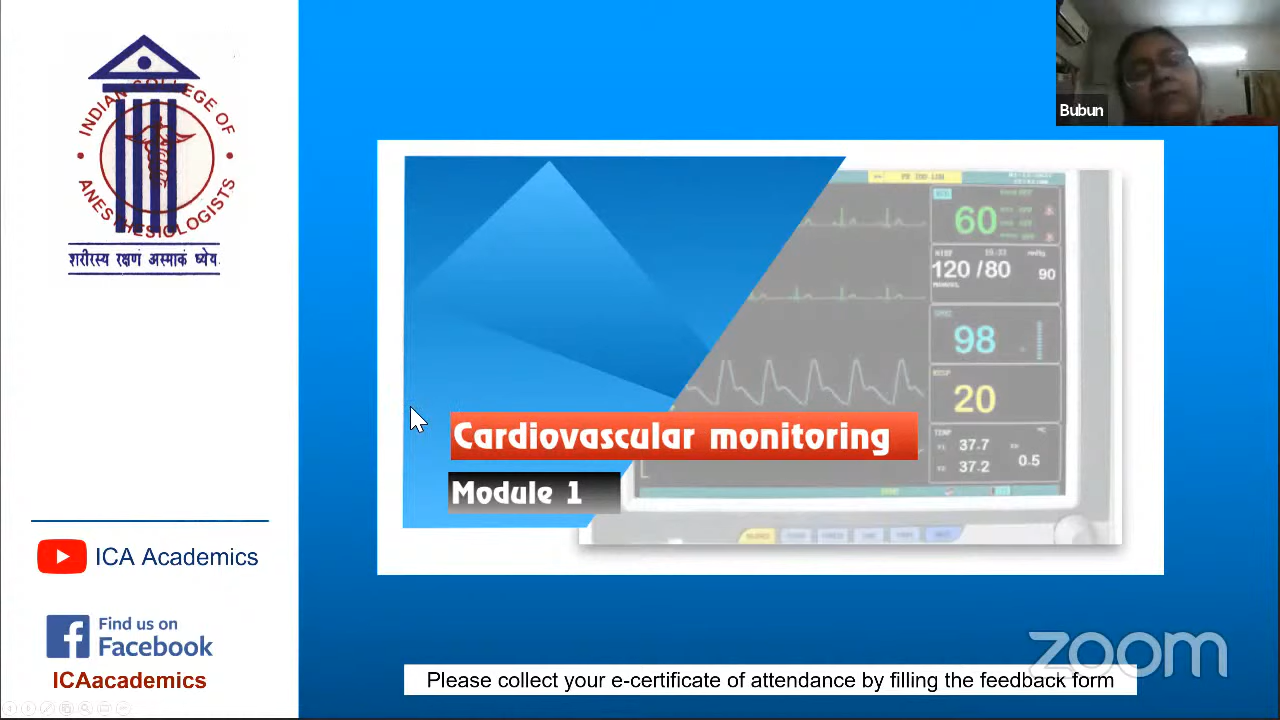 INDIAN COLLEGE OF
ANESTHESIOLOGISTS
शरीरस्य रक्षणं अस्माकं ध्येय
ICA Academics
Find us on
Facebook
ICAacademics
Bubun
60
120 /80
90
98
20
TEMP
37.7
37.2
0.5
Cardiovascular monitoring
Module 1
zoom
Please collect your e-certificate of attendance by filling the feedback form